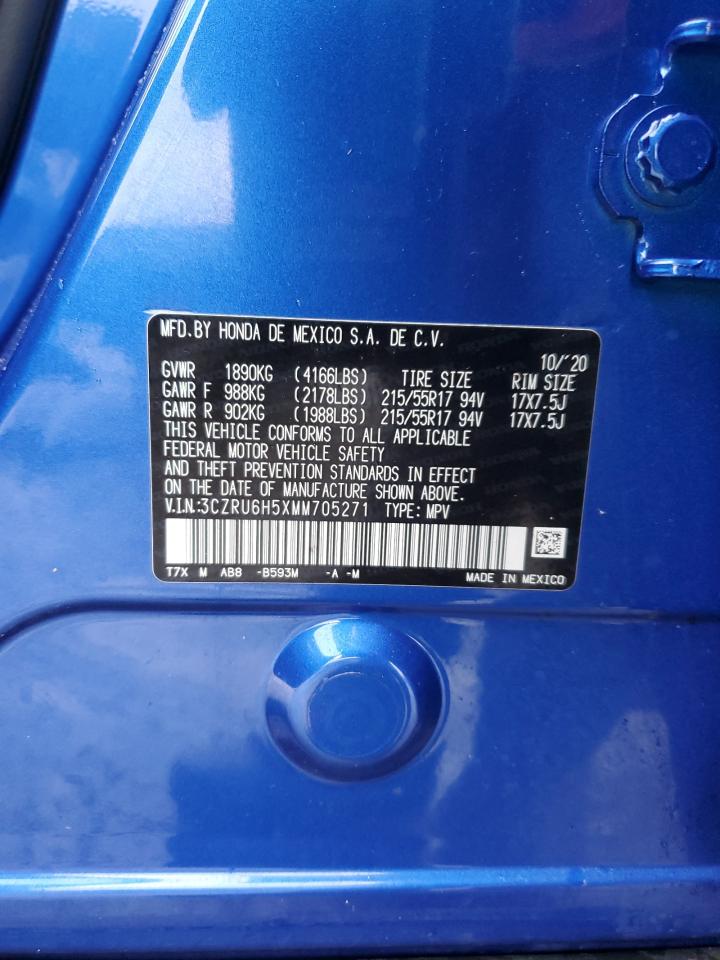 MFD.BY HONDA DE MEXICO S.A. DE C.V.
10/'20
GVWR 1890KG (4166LBS) TIRE SIZE RIM SIZE
GAWR F 988KG (2178LBS) 215/55R17 94V 17X7.5J
GAWR R 902KG (1988LBS) 215/55R17 94V 17X7.5J
THIS VEHICLE CONFORMS TO ALL APPLICABLE
FEDERAL MOTOR VEHICLE SAFETY
AND THEFT PREVENTION STANDARDS IN EFFECT
ON THE DATE OF MANUFACTURE SHOWN ABOVE.
V.I.N.:3CZRU6H5XMM705271 TYPE: MPV
T7X M AB8 -B593M -A -M MADE IN MEXICO